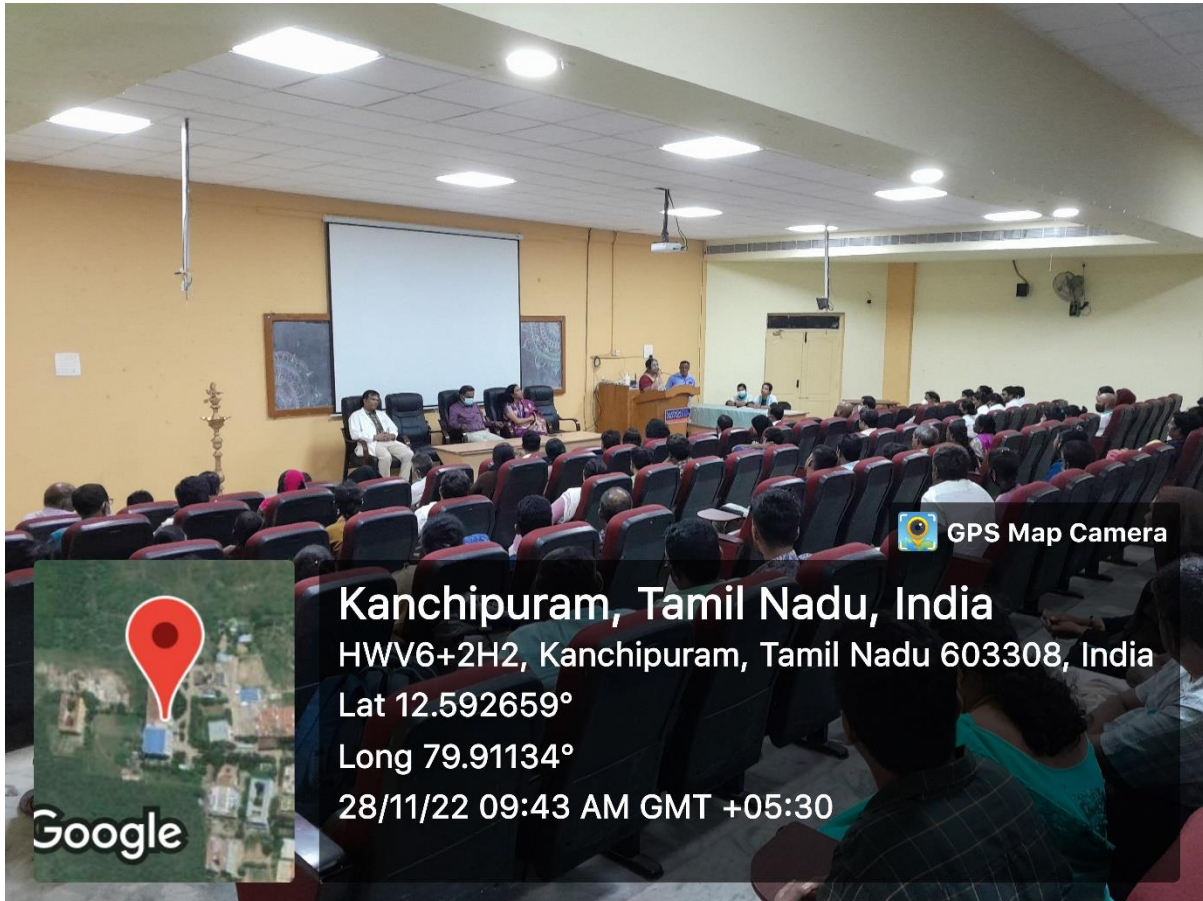 GPS Map Camera
Kanchipuram, Tamil Nadu, India
HWV6+2H2, Kanchipuram, Tamil Nadu 603308, India
Lat 12.592659°
Long 79.91134°
28/11/22 09:43 AM GMT +05:30
Google